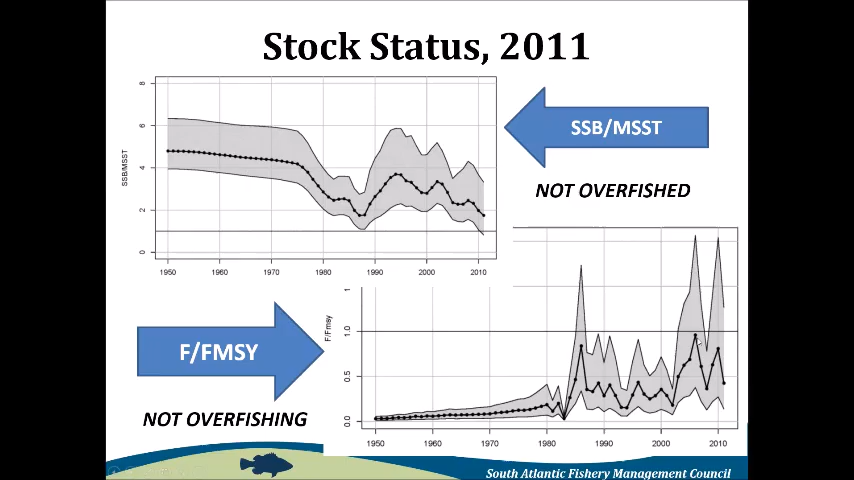 Stock Status, 2011
8
6
4
2
0
SSB/MSST
1950 1960 1970 1980 1990 2000 2010
SSB/MSST
NOT OVERFISHED
F/FMSY
NOT OVERFISHING
1.0
0.5
0.0
F/Fmsy
1950 1960 1970 1980 1990 2000 2010
South Atlantic Fishery Management Council